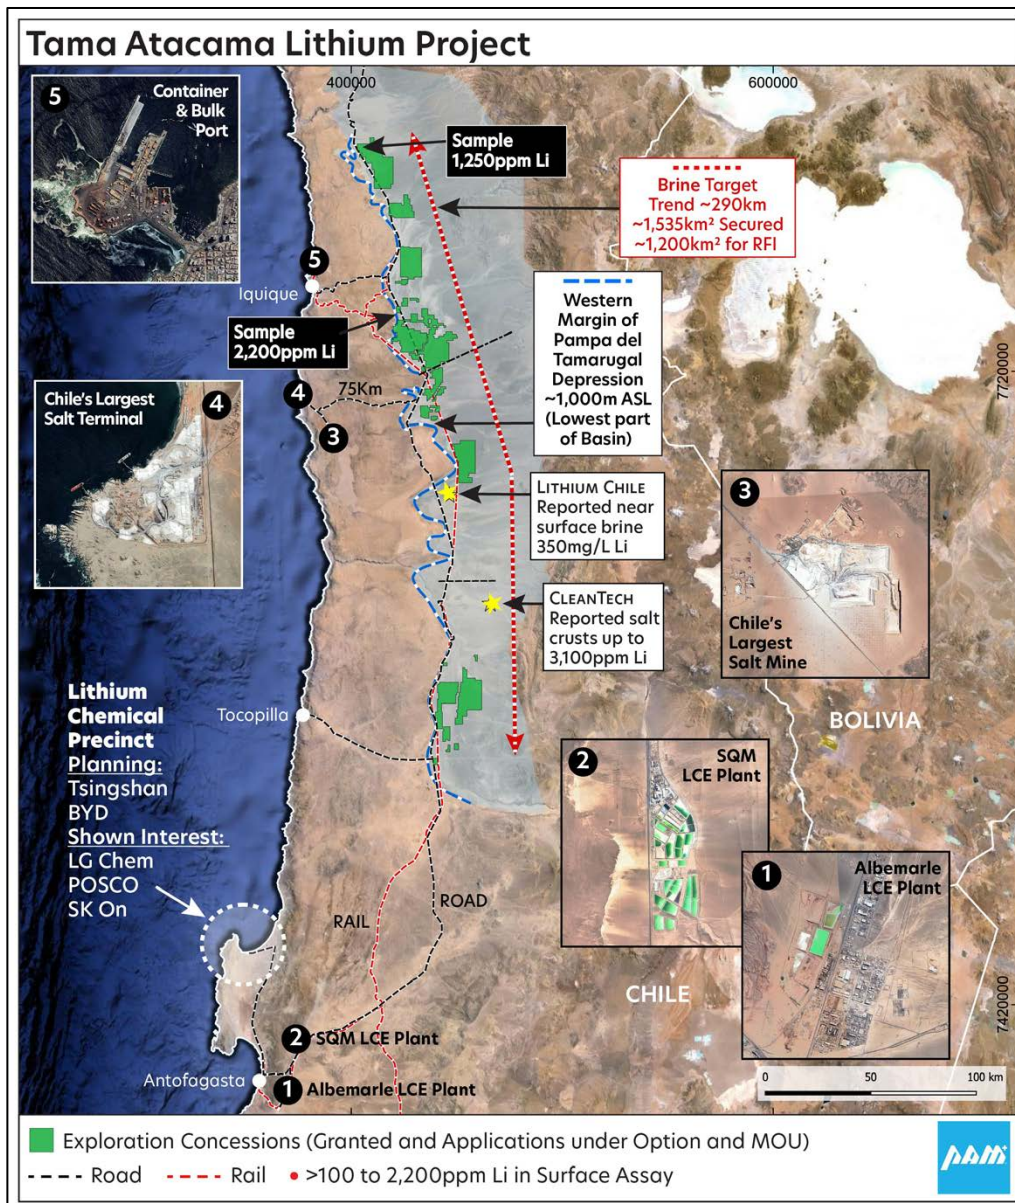 Tama Atacama Lithium Project
400000
600000
5
Container
& Bulk
Port
Sample
1,250ppm Li
Brine Target
Trend ~290km
~1,535km² Secured
~1,200km² for RFI
5
Iquique
Sample
2,200ppm Li
Western
Margin of
Pampa del
Tamarugal
Depression
~1,000m ASL
(Lowest part
of Basin)
7720000
4
75Km
3
Chile's Largest
Salt Terminal
4
LITHIUM CHILE
Reported near
surface brine
350mg/L Li
3
Chile's
Largest
Salt Mine
CLEANTECH
Reported salt
crusts up to
3,100ppm Li
Lithium
Chemical
Precinct
Planning:
Tsingshan
BYD
Shown Interest:
LG Chem
POSCO
SK On
Tocopilla
BOLIVIA
2
SQM
LCE Plant
1
Albemarle
LCE Plant
RAIL
ROAD
CHILE
7420000
2
SQM LCE Plant
Antofagasta
1
Albemarle LCE Plant
0
50
100 km
Exploration Concessions (Granted and Applications under Option and MOU)
Road
Rail
>100 to 2,200ppm Li in Surface Assay
PAM